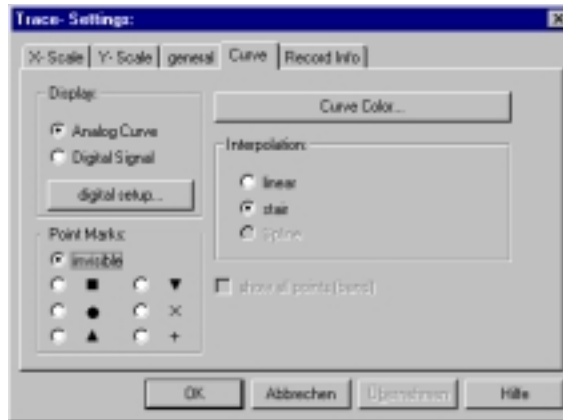 Trace- Settings:
X- Scale Y- Scale general Curve Record Info
Display:
Analog Curve
Digital Signal
digital setup...
Curve Color...
Interpolation:
linear
stair
Spline
Point Marks:
invisible
show all points (band)
OK Abbrechen Übernehmen Hilfe